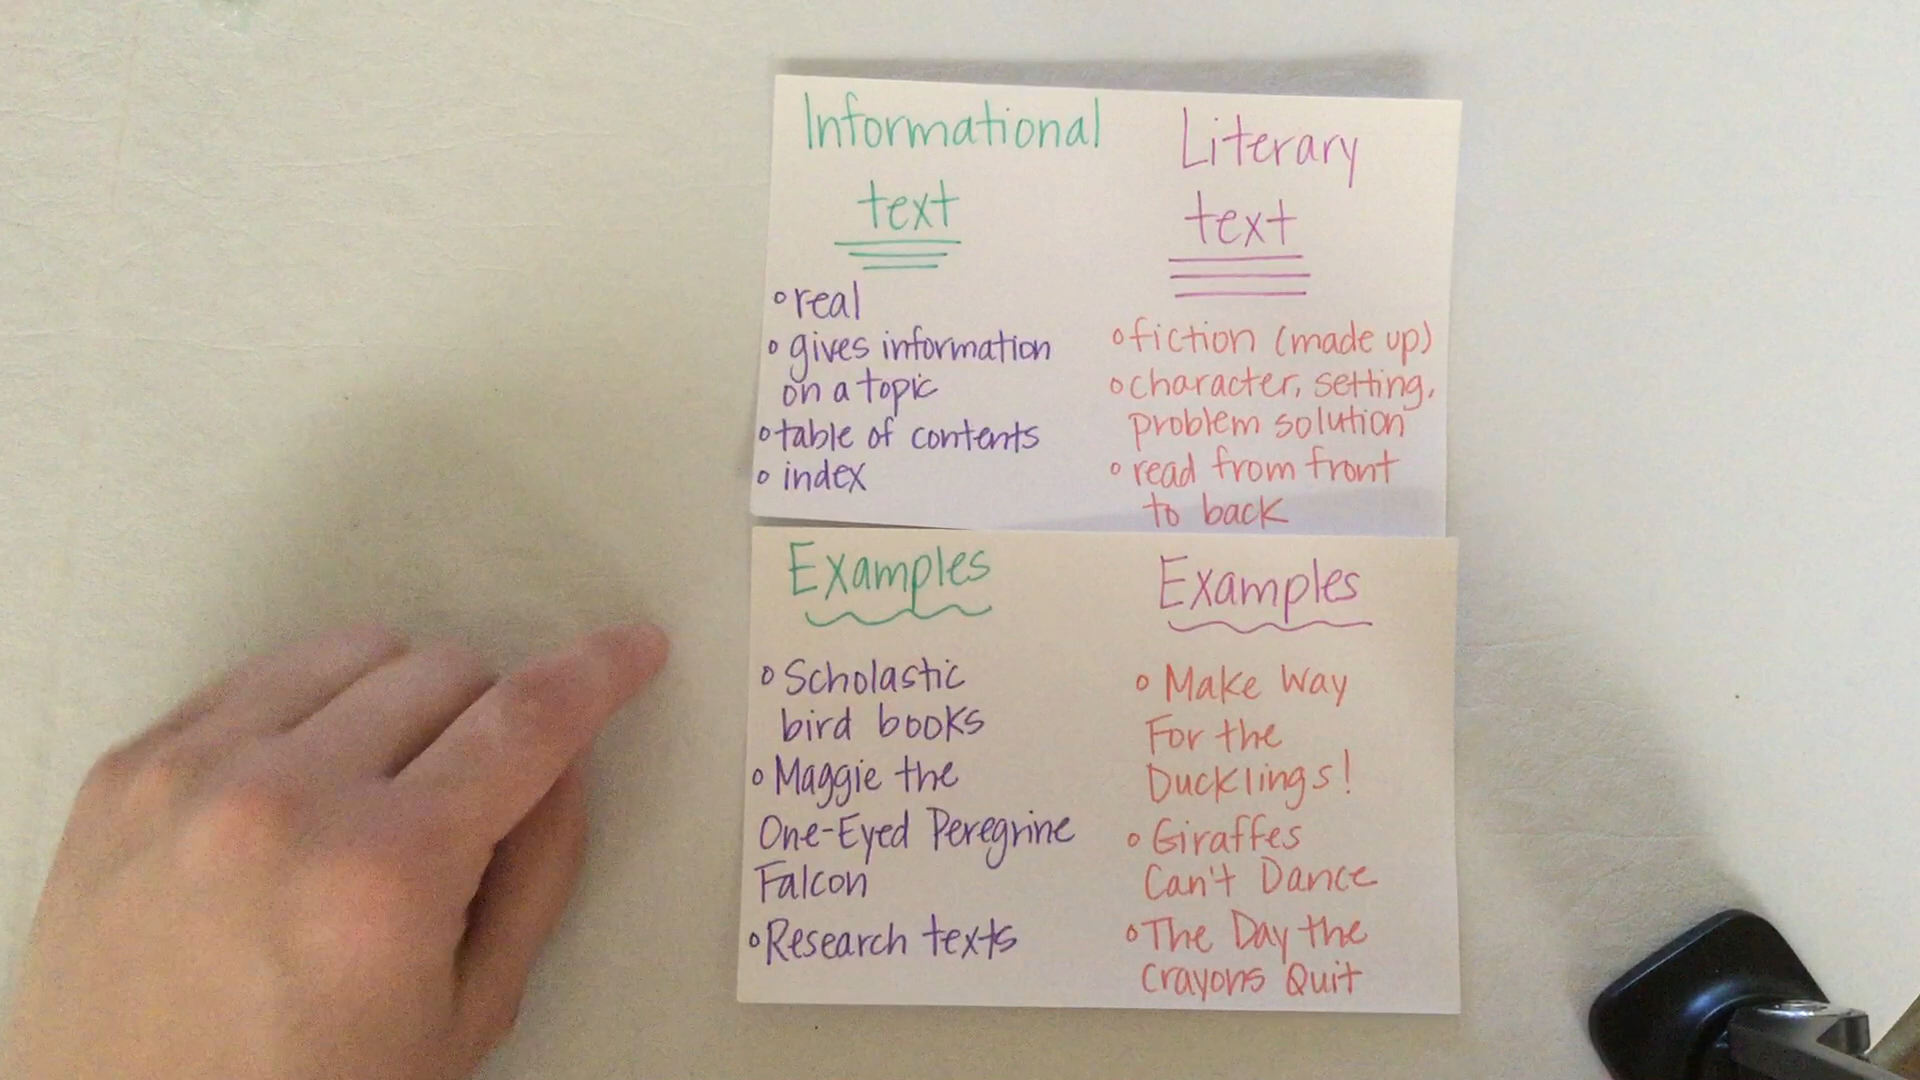 Informational
text
° real
° gives information
on a topic
° table of contents
° index
Literary
text
° fiction (made up)
° character, setting,
problem solution
° read from front
to back
Examples
° Scholastic
bird books
° Maggie the
One-Eyed Peregrine
Falcon
° Research texts
Examples
° Make Way
For the
Ducklings!
° Giraffes
Can't Dance
° The Day the
Crayons Quit